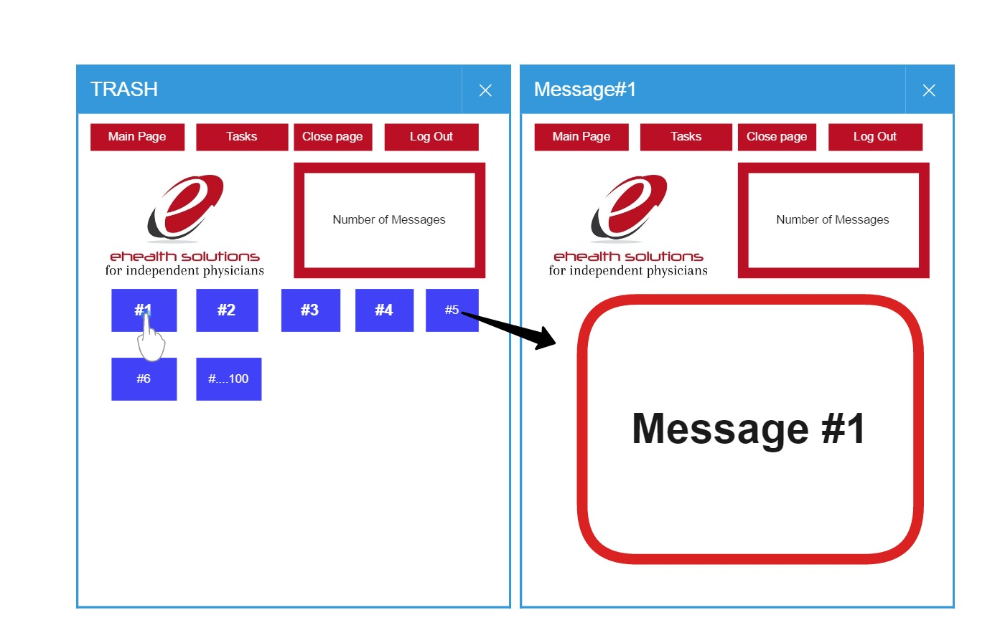 TRASH
Main Page Tasks Close page Log Out
Number of Messages
ehealth solutions
for independent physicians
#1 #2 #3 #4 #5
#6 #....100
Message#1
Main Page Tasks Close page Log Out
Number of Messages
ehealth solutions
for independent physicians
Message #1